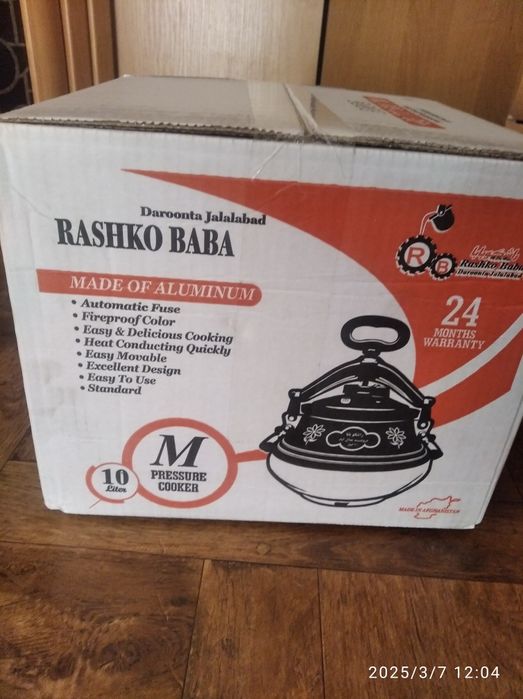 Daroonta Jalalabad
RASHKO BABA
MADE OF ALUMINUM
• Automatic Fuse
• Fireproof Color
• Easy & Delicious Cooking
• Heat Conducting Quickly
• Easy Movable
• Excellent Design
• Easy To Use
• Standard
10
Liter
M
PRESSURE
COOKER
R
B
Rashko Baba
Daroonta Jalalabad
24
MONTHS
WARRANTY
MADE IN AFGHANISTAN
2025/3/7 12:04